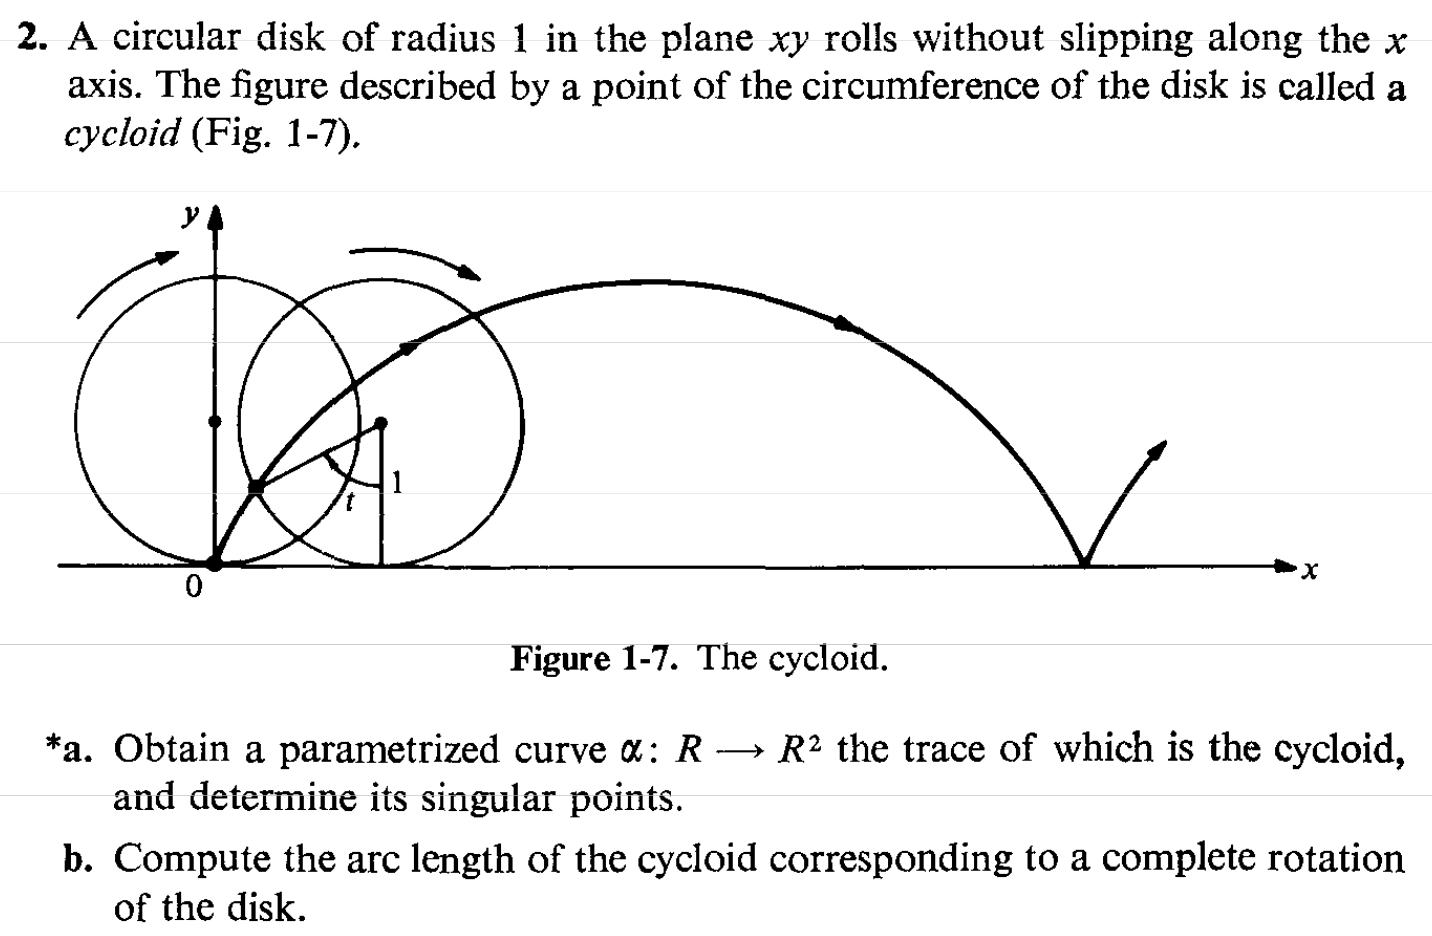 2. A circular disk of radius 1 in the plane xy rolls without slipping along the x
axis. The figure described by a point of the circumference of the disk is called a
cycloid (Fig. 1-7).
y
1
t
0
x
Figure 1-7. The cycloid.
*a. Obtain a parametrized curve α: R ⟶ R² the trace of which is the cycloid,
and determine its singular points.
b. Compute the arc length of the cycloid corresponding to a complete rotation
of the disk.